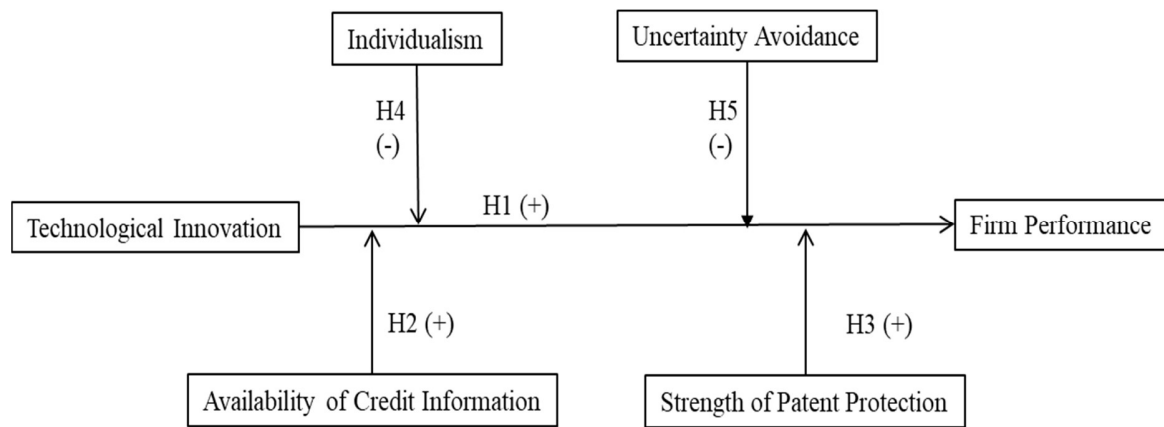 Individualism
Uncertainty Avoidance
H4
(-)
H5
(-)
H1 (+)
Technological Innovation
Firm Performance
H2 (+)
H3 (+)
Availability of Credit Information
Strength of Patent Protection